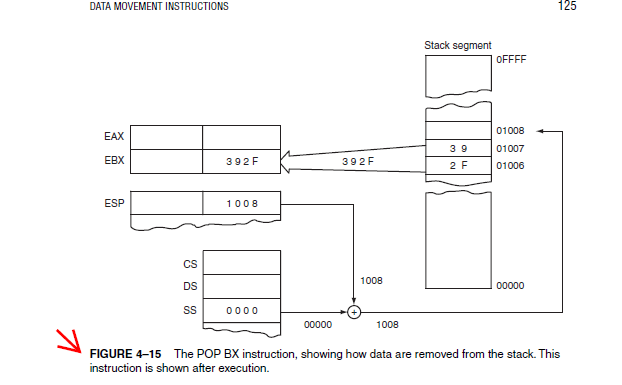 DATA MOVEMENT INSTRUCTIONS 125
Stack segment
0FFFF
EAX
01008
3 9 01007
EBX 3 9 2 F 3 9 2 F
2 F 01006
ESP 1 0 0 8
CS
DS 1008 00000
SS 0 0 0 0 +
00000 1008
FIGURE 4–15 The POP BX instruction, showing how data are removed from the stack. This
instruction is shown after execution.